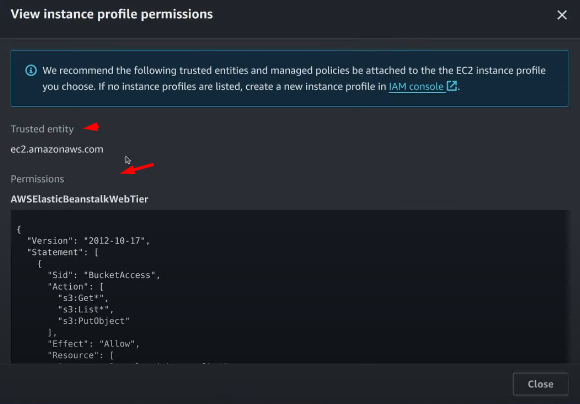 View instance profile permissions
We recommend the following trusted entities and managed policies be attached to the the EC2 instance profile
you choose. If no instance profiles are listed, create a new instance profile in IAM console.
Trusted entity
ec2.amazonaws.com
Permissions
AWSElasticBeanstalkWebTier
{
"Version": "2012-10-17",
"Statement": [
{
"Sid": "BucketAccess",
"Action": [
"s3:Get*",
"s3:List*",
"s3:PutObject"
],
"Effect": "Allow",
"Resource": [
Close